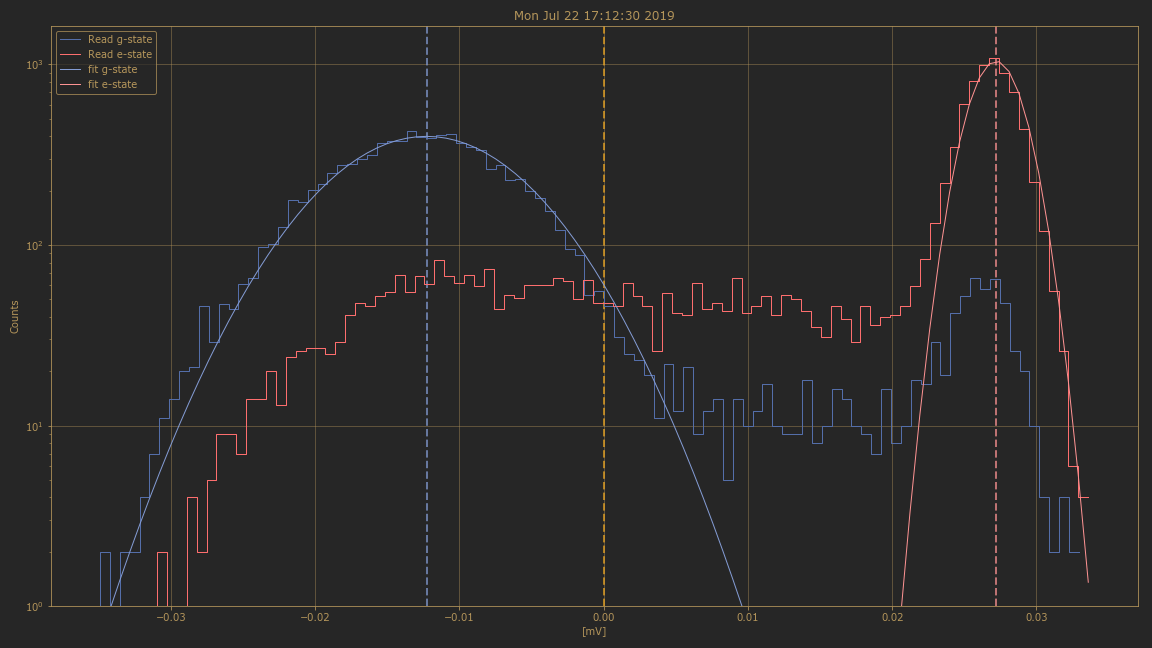 Mon Jul 22 17:12:30 2019
Read g-state
Read e-state
fit g-state
fit e-state
Counts
10³
10²
10¹
10⁰
−0.03
−0.02
−0.01
0.00
0.01
0.02
0.03
[mV]